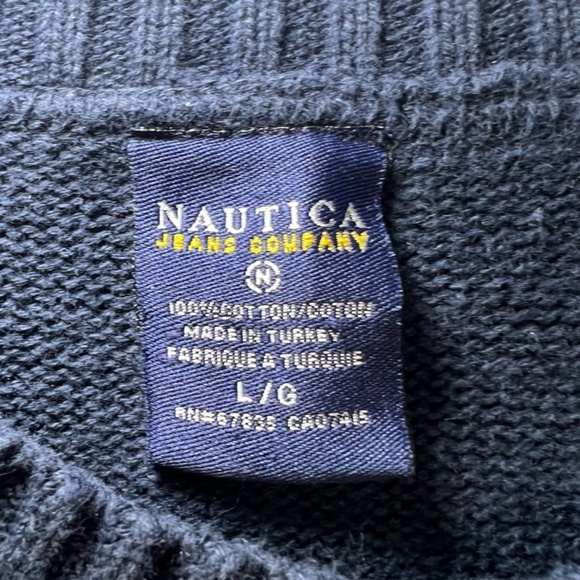 NAUTICA
JEANS COMPANY
N
100%COTTON/COTON
MADE IN TURKEY
FABRIQUE A TURQUIE
L/G
RN#67835 CA07415